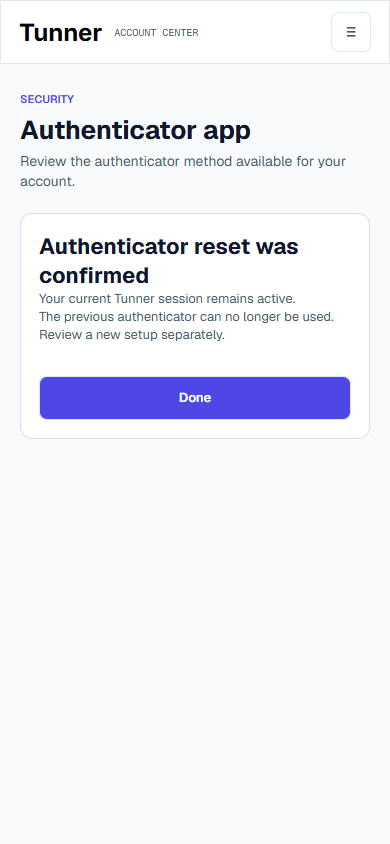 Tunner ACCOUNT CENTER
SECURITY
Authenticator app
Review the authenticator method available for your
account.
Authenticator reset was
confirmed
Your current Tunner session remains active.
The previous authenticator can no longer be used.
Review a new setup separately.
Done